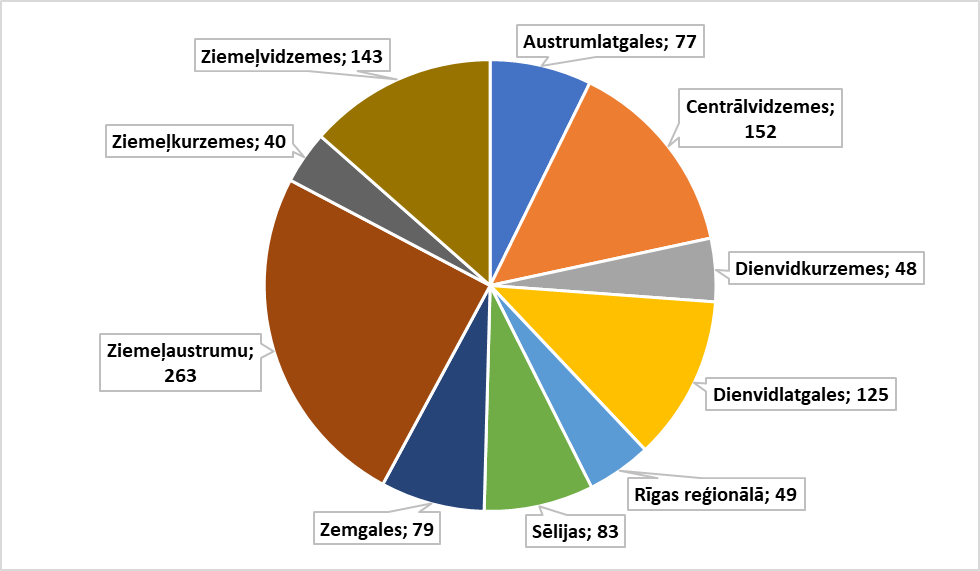 Austrumlatgales; 77
Centrālvidzemes;
152
Dienvidkurzemes; 48
Dienvidlatgales; 125
Rīgas reģionālā; 49
Sēlijas; 83
Zemgales; 79
Ziemeļaustrumu;
263
Ziemeļkurzemes; 40
Ziemeļvidzemes; 143